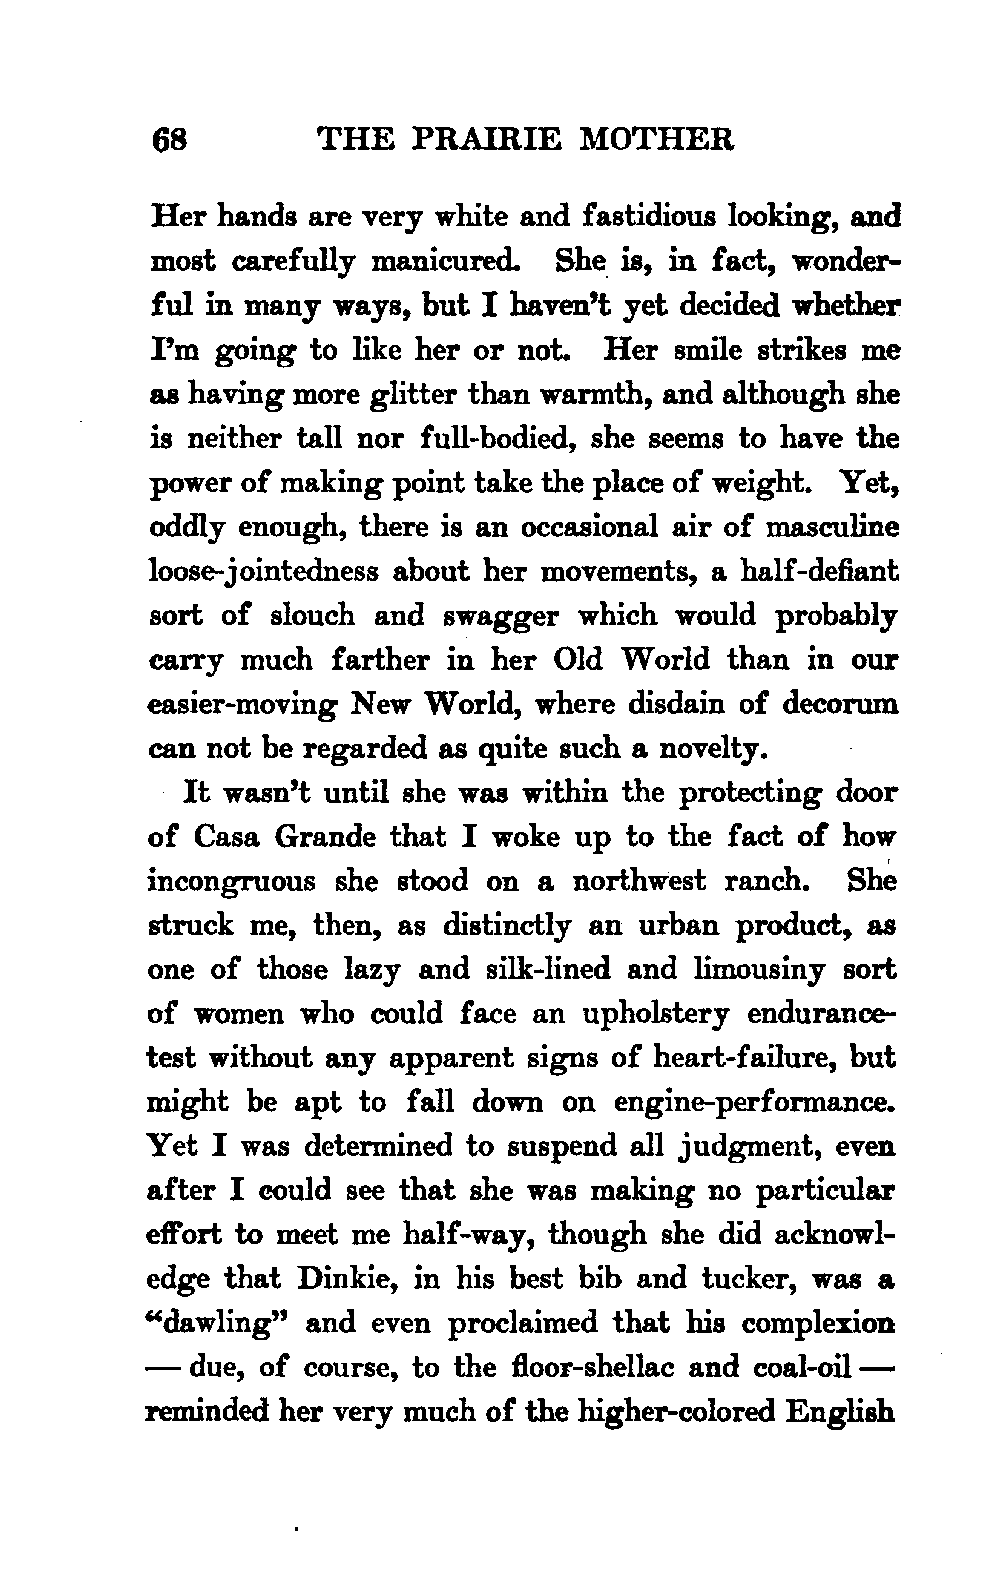 68 THE PRAIRIE MOTHER
Her hands are very white and fastidious looking, and
most carefully manicured. She is, in fact, wonder-
ful in many ways, but I haven't yet decided whether
I'm going to like her or not. Her smile strikes me
as having more glitter than warmth, and although she
is neither tall nor full-bodied, she seems to have the
power of making point take the place of weight. Yet,
oddly enough, there is an occasional air of masculine
loose-jointedness about her movements, a half-defiant
sort of slouch and swagger which would probably
carry much farther in her Old World than in our
easier-moving New World, where disdain of decorum
can not be regarded as quite such a novelty.
It wasn't until she was within the protecting door
of Casa Grande that I woke up to the fact of how
incongruous she stood on a northwest ranch. She
struck me, then, as distinctly an urban product, as
one of those lazy and silk-lined and limousiny sort
of women who could face an upholstery endurance-
test without any apparent signs of heart-failure, but
might be apt to fall down on engine-performance.
Yet I was determined to suspend all judgment, even
after I could see that she was making no particular
effort to meet me half-way, though she did acknowl-
edge that Dinkie, in his best bib and tucker, was a
“dawling” and even proclaimed that his complexion
— due, of course, to the floor-shellac and coal-oil —
reminded her very much of the higher-colored English